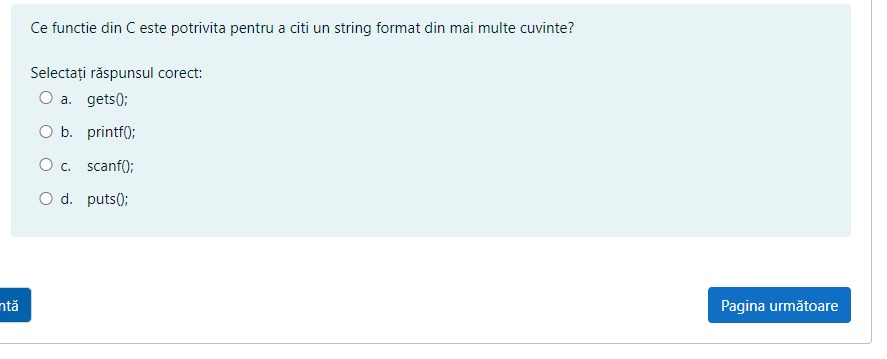 Ce functie din C este potrivita pentru a citi un string format din mai multe cuvinte?
Selectați răspunsul corect:
a. gets();
b. printf();
c. scanf();
d. puts();
ntă
Pagina următoare